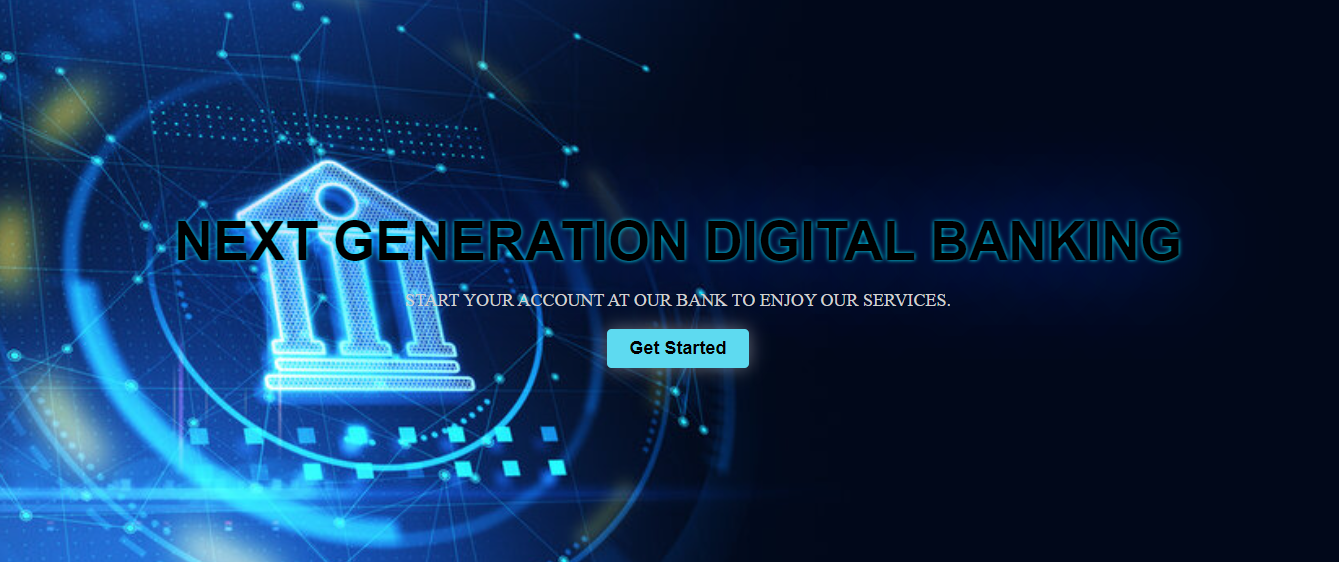 NEXT GENERATION DIGITAL BANKING
START YOUR ACCOUNT AT OUR BANK TO ENJOY OUR SERVICES.
Get Started